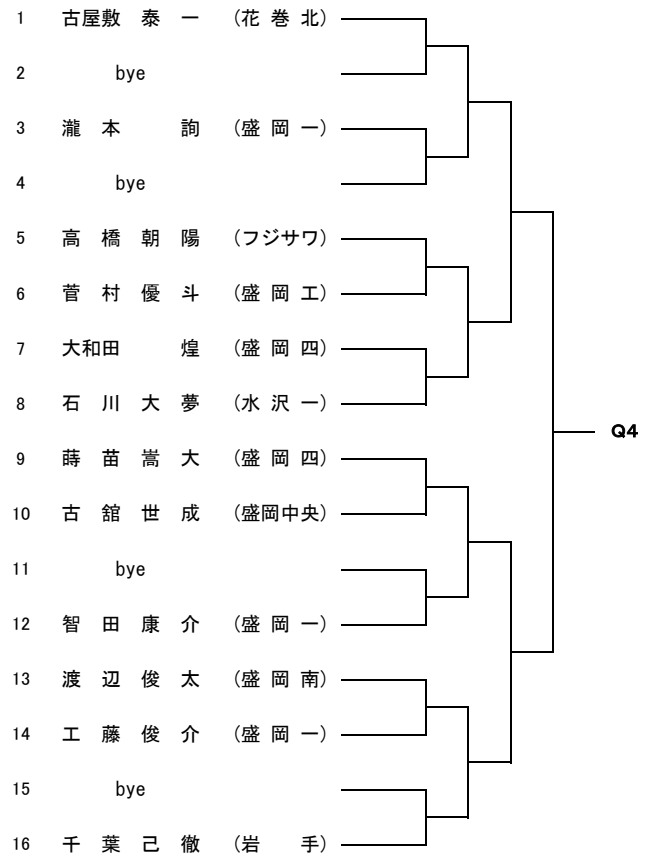 1 古屋敷 泰 一 (花 巻 北)
2 bye
3 瀧 本 詢 (盛 岡 一)
4 bye
5 高 橋 朝 陽 (フジサワ)
6 菅 村 優 斗 (盛 岡 工)
7 大和田 煌 (盛 岡 四)
8 石 川 大 夢 (水 沢 一)
Q4
9 蒔 苗 嵩 大 (盛 岡 四)
10 古 舘 世 成 (盛岡中央)
11 bye
12 智 田 康 介 (盛 岡 一)
13 渡 辺 俊 太 (盛 岡 南)
14 工 藤 俊 介 (盛 岡 一)
15 bye
16 千 葉 己 徹 (岩 手)